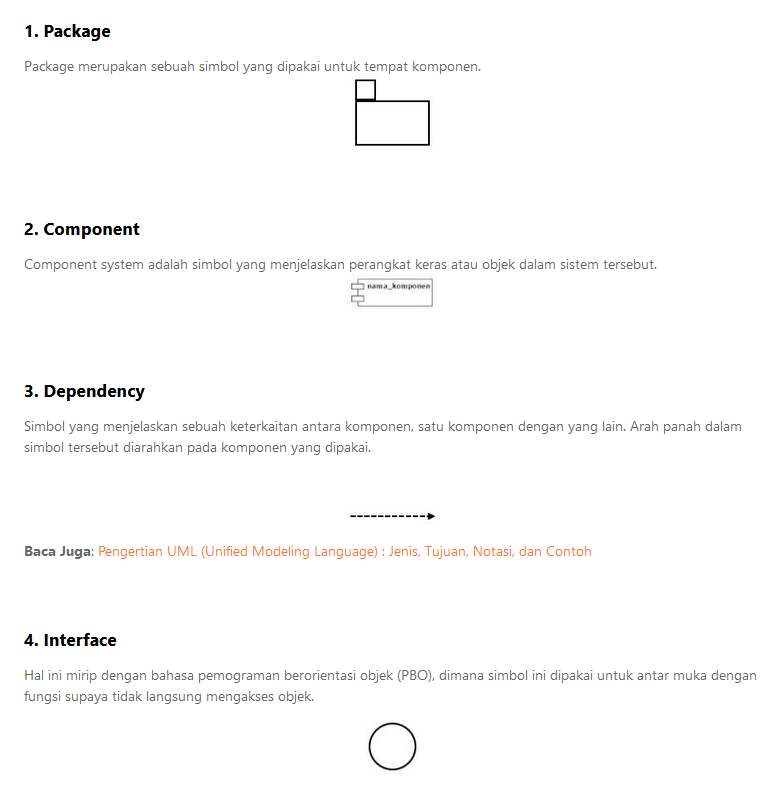 1. Package
Package merupakan sebuah simbol yang dipakai untuk tempat komponen.
2. Component
Component system adalah simbol yang menjelaskan perangkat keras atau objek dalam sistem tersebut.
nama_komponen
3. Dependency
Simbol yang menjelaskan sebuah keterkaitan antara komponen, satu komponen dengan yang lain. Arah panah dalam
simbol tersebut diarahkan pada komponen yang dipakai.
Baca Juga: Pengertian UML (Unified Modeling Language) : Jenis, Tujuan, Notasi, dan Contoh
4. Interface
Hal ini mirip dengan bahasa pemograman berorientasi objek (PBO), dimana simbol ini dipakai untuk antar muka dengan
fungsi supaya tidak langsung mengakses objek.